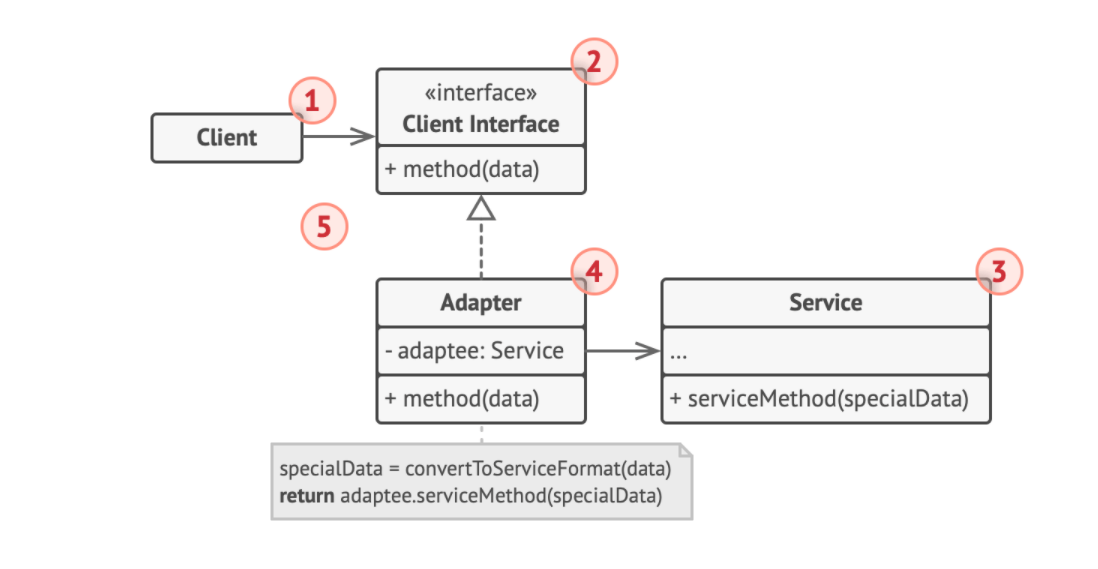 1
2
«interface»
Client Interface
Client
+ method(data)
5
4
3
Adapter
Service
- adaptee: Service
...
+ method(data)
+ serviceMethod(specialData)
specialData = convertToServiceFormat(data)
return adaptee.serviceMethod(specialData)